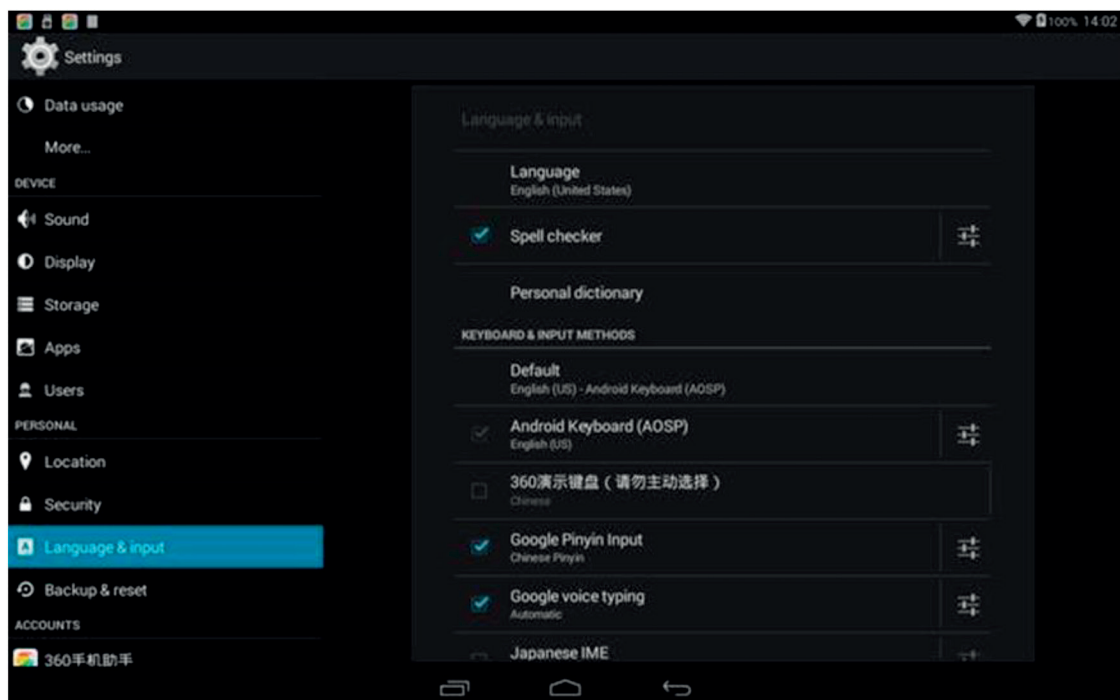 100% 14:02
Settings
Data usage
More...
DEVICE
Sound
Display
Storage
Apps
Users
PERSONAL
Location
Security
Language & input
Backup & reset
ACCOUNTS
360手机助手
Language & input
Language
English (United States)
Spell checker
Personal dictionary
KEYBOARD & INPUT METHODS
Default
English (US) - Android Keyboard (AOSP)
Android Keyboard (AOSP)
English (US)
360演示键盘（请勿主动选择）
Chinese
Google Pinyin Input
Chinese Pinyin
Google voice typing
Automatic
Japanese IME